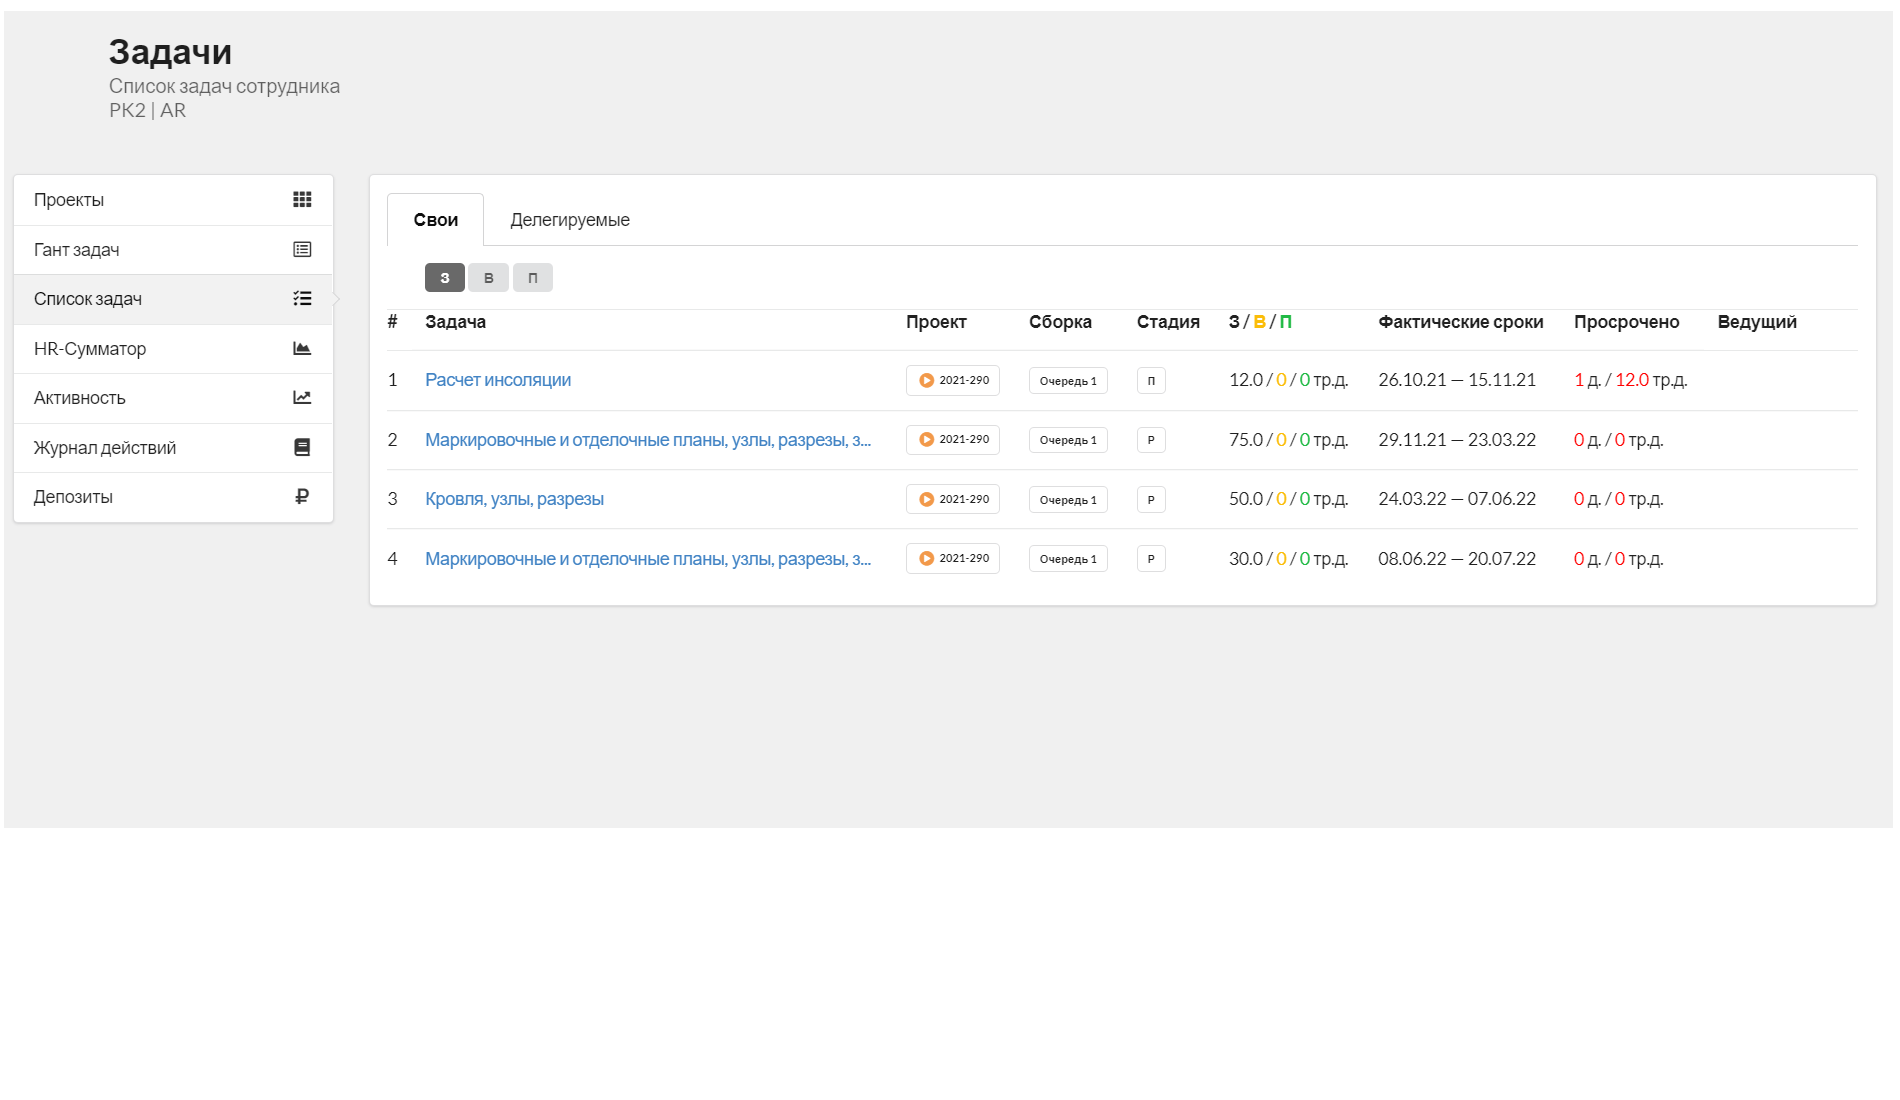 Задачи
Список задач сотрудника
РК2 | AR
Проекты
Гант задач
Список задач
HR-Сумматор
Активность
Журнал действий
Депозиты
Свои Делегируемые
З В П
# Задача Проект Сборка Стадия З / В / П Фактические сроки Просрочено Ведущий
1 Расчет инсоляции 2021-290 Очередь 1 П 12.0 / 0 / 0 тр.д. 26.10.21 — 15.11.21 1 д. / 12.0 тр.д.
2 Маркировочные и отделочные планы, узлы, разрезы, з... 2021-290 Очередь 1 Р 75.0 / 0 / 0 тр.д. 29.11.21 — 23.03.22 0 д. / 0 тр.д.
3 Кровля, узлы, разрезы 2021-290 Очередь 1 Р 50.0 / 0 / 0 тр.д. 24.03.22 — 07.06.22 0 д. / 0 тр.д.
4 Маркировочные и отделочные планы, узлы, разрезы, з... 2021-290 Очередь 1 Р 30.0 / 0 / 0 тр.д. 08.06.22 — 20.07.22 0 д. / 0 тр.д.